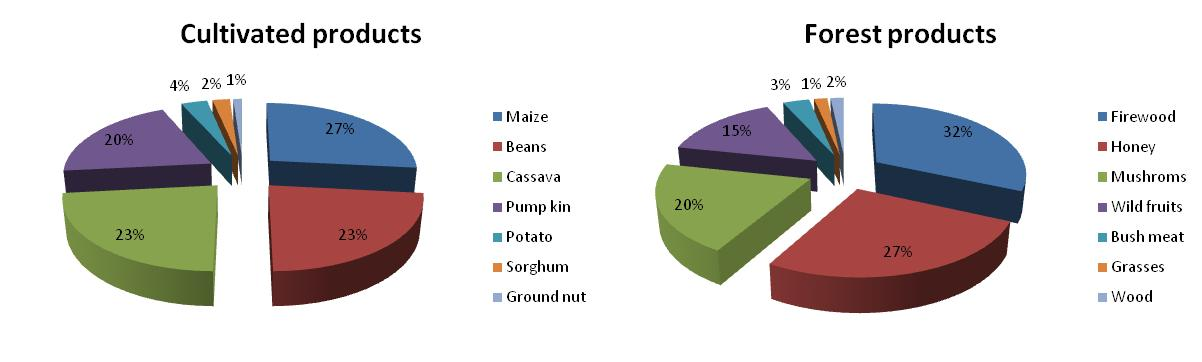 Cultivated products
4%
2%
1%
20%
27%
23%
23%
Maize
Beans
Cassava
Pump kin
Potato
Sorghum
Ground nut
Forest products
3%
1%
2%
15%
32%
20%
27%
Firewood
Honey
Mushroms
Wild fruits
Bush meat
Grasses
Wood